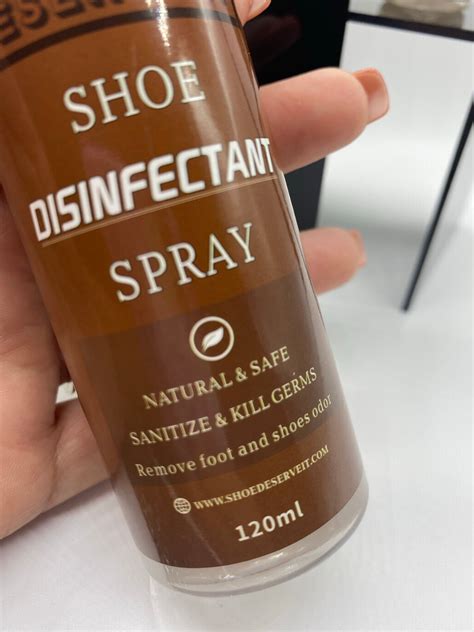 SHOE
DISINFECTANT
SPRAY
NATURAL & SAFE
SANITIZE & KILL GERMS
Remove foot and shoes odor
WWW.SHOEDESERVEIT.COM
120ml